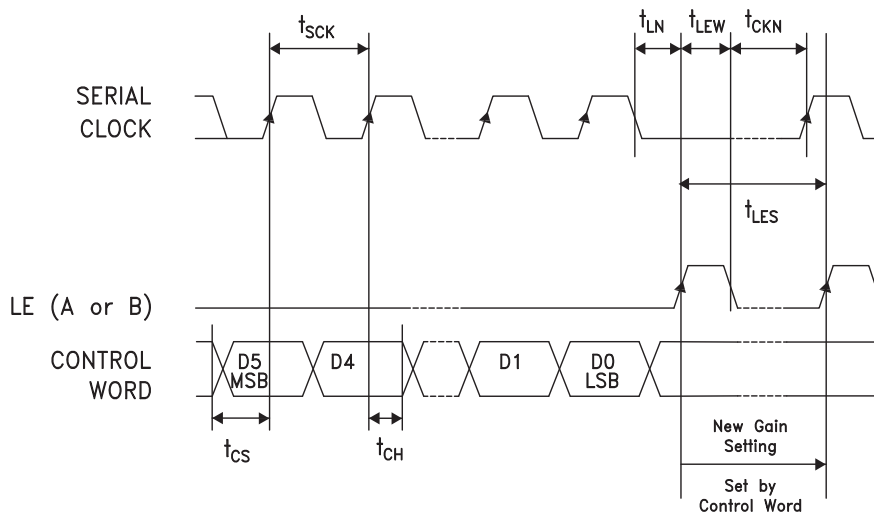 tSCK
tLN
tLEW
tCKN
SERIAL
CLOCK
tLES
LE (A or B)
CONTROL
WORD
D5
MSB
D4
D1
D0
LSB
tCS
tCH
New Gain
Setting
Set by
Control Word